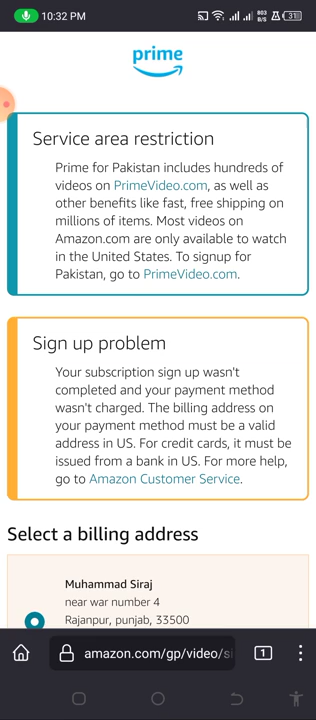 10:32 PM
803
B/S
31
prime
Service area restriction
Prime for Pakistan includes hundreds of
videos on PrimeVideo.com, as well as
other benefits like fast, free shipping on
millions of items. Most videos on
Amazon.com are only available to watch
in the United States. To signup for
Pakistan, go to PrimeVideo.com.
Sign up problem
Your subscription sign up wasn't
completed and your payment method
wasn't charged. The billing address on
your payment method must be a valid
address in US. For credit cards, it must be
issued from a bank in US. For more help,
go to Amazon Customer Service.
Select a billing address
Muhammad Siraj
near war number 4
Rajanpur, punjab, 33500
amazon.com/gp/video/si
1